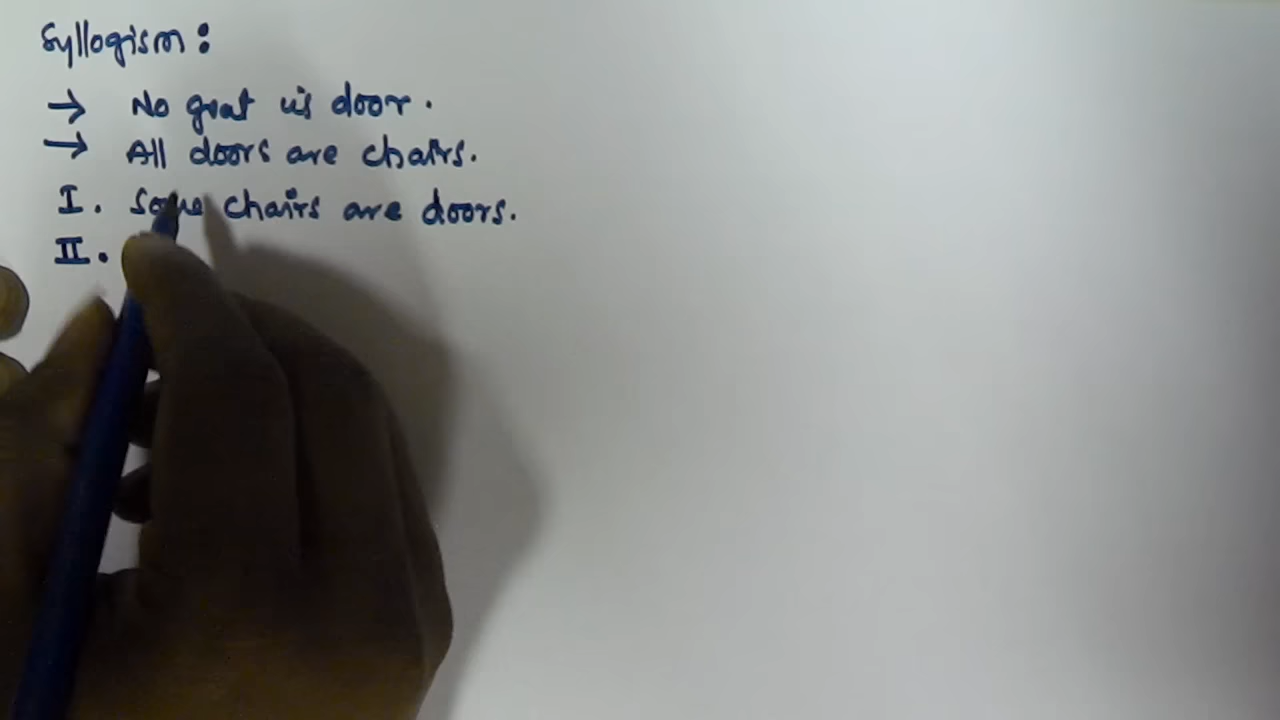 Syllogism :
→ No goat is door.
→ All doors are chairs.
I. Some chairs are doors.
II.